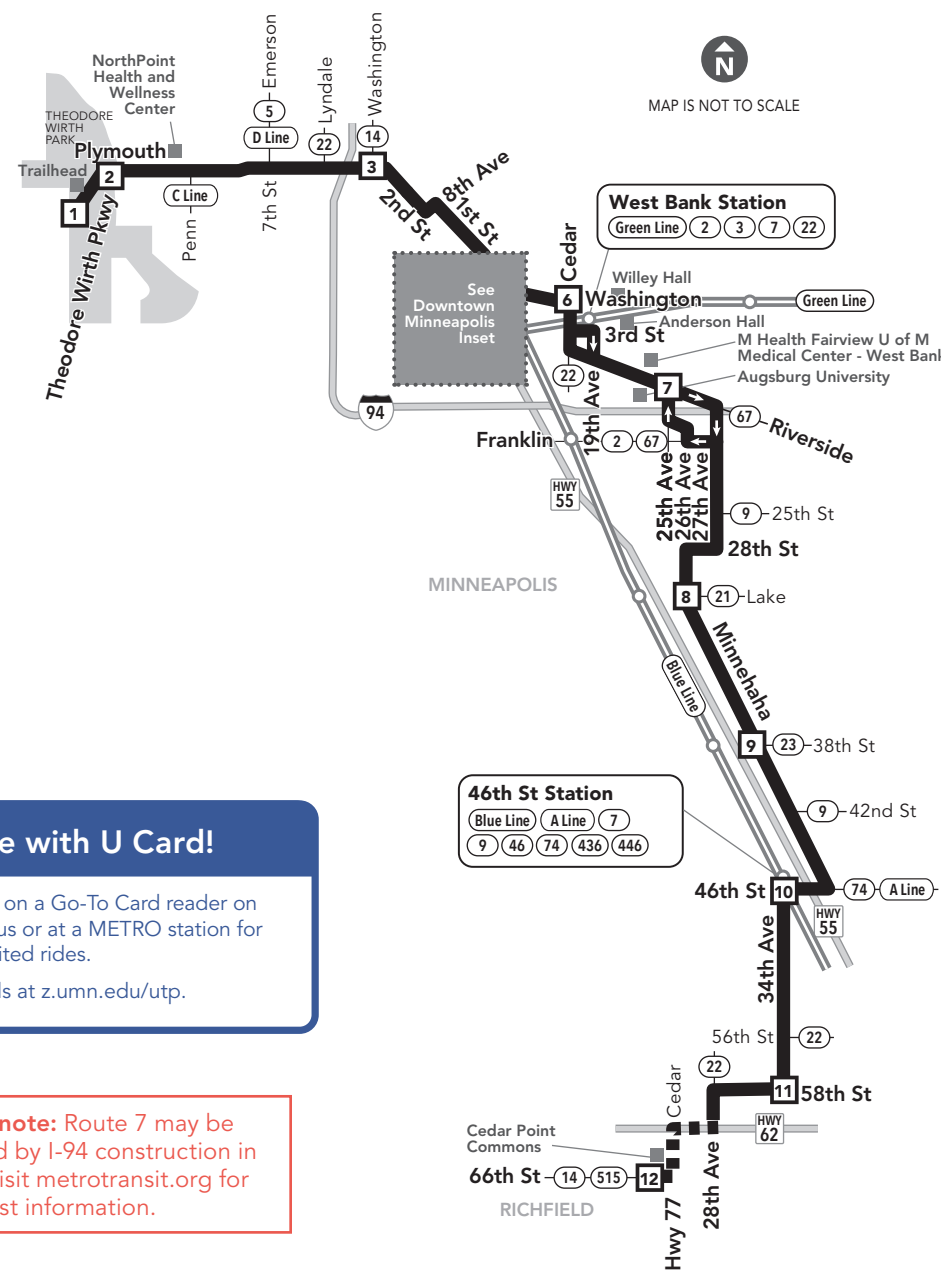 NorthPoint
Health and
Wellness
Center
THEODORE
WIRTH
PARK
Plymouth
Trailhead
1
2
Theodore Wirth Pkwy
C Line
Penn
Emerson
5
D Line
7th St
Lyndale
22
Washington
14
3
2nd St
8th Ave
1st St
N
MAP IS NOT TO SCALE
See
Downtown
Minneapolis
Inset
West Bank Station
Green Line 2 3 7 22
Cedar
6
Washington
Willey Hall
Green Line
Anderson Hall
3rd St
M Health Fairview U of M
Medical Center - West Bank
Augsburg University
22
19th Ave
7
67
Riverside
94
Franklin
2 67
HWY
55
25th Ave
26th Ave
27th Ave
9 25th St
28th St
MINNEAPOLIS
8
21 Lake
Minnehaha
Blue Line
9
23 38th St
46th St Station
Blue Line A Line 7
9 46 74 436 446
9 42nd St
46th St
10
74 A Line
HWY
55
34th Ave
56th St
22
22
11
58th St
Cedar
HWY
62
Cedar Point
Commons
66th St
14 515
12
Hwy 77
28th Ave
RICHFIELD
e with U Card!
on a Go-To Card reader on
us or at a METRO station for
ited rides.
ls at z.umn.edu/utp.
note: Route 7 may be
d by I-94 construction in
isit metrotransit.org for
st information.